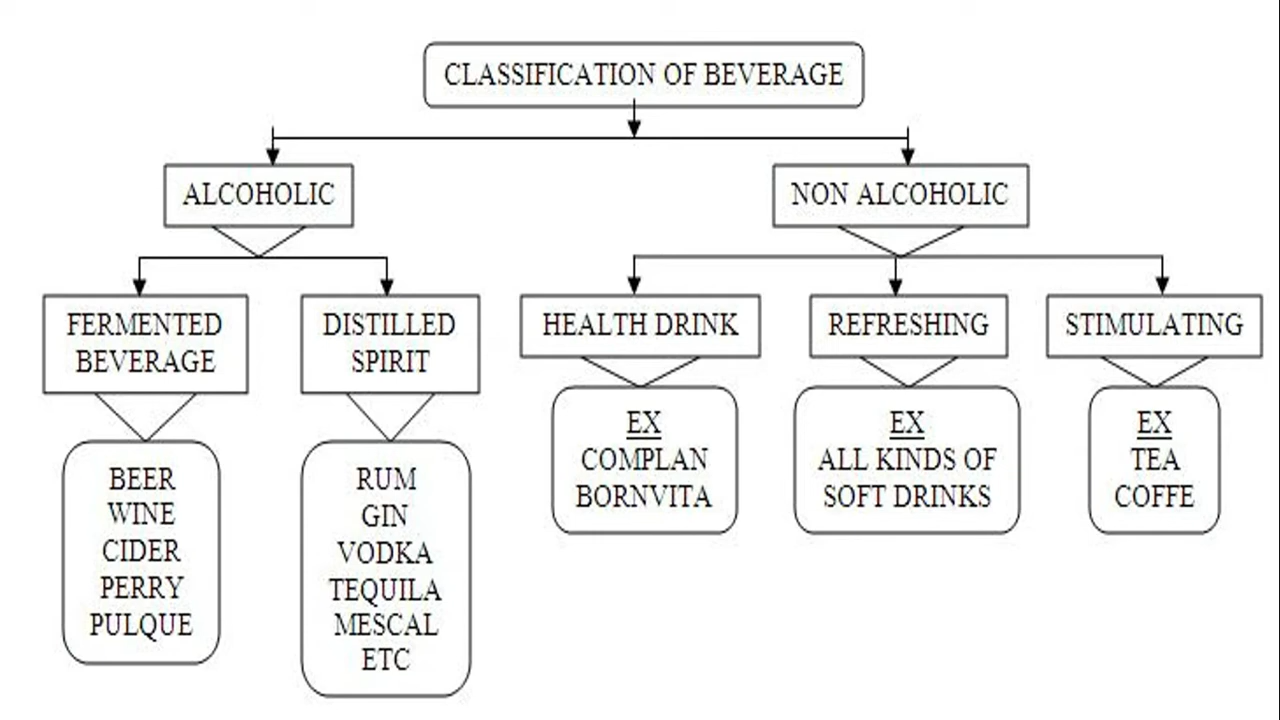 CLASSIFICATION OF BEVERAGE
ALCOHOLIC
NON ALCOHOLIC
FERMENTED
BEVERAGE
DISTILLED
SPIRIT
HEALTH DRINK
REFRESHING
STIMULATING
BEER
WINE
CIDER
PERRY
PULQUE
RUM
GIN
VODKA
TEQUILA
MESCAL
ETC
EX
COMPLAN
BORNVITA
EX
ALL KINDS OF
SOFT DRINKS
EX
TEA
COFFE